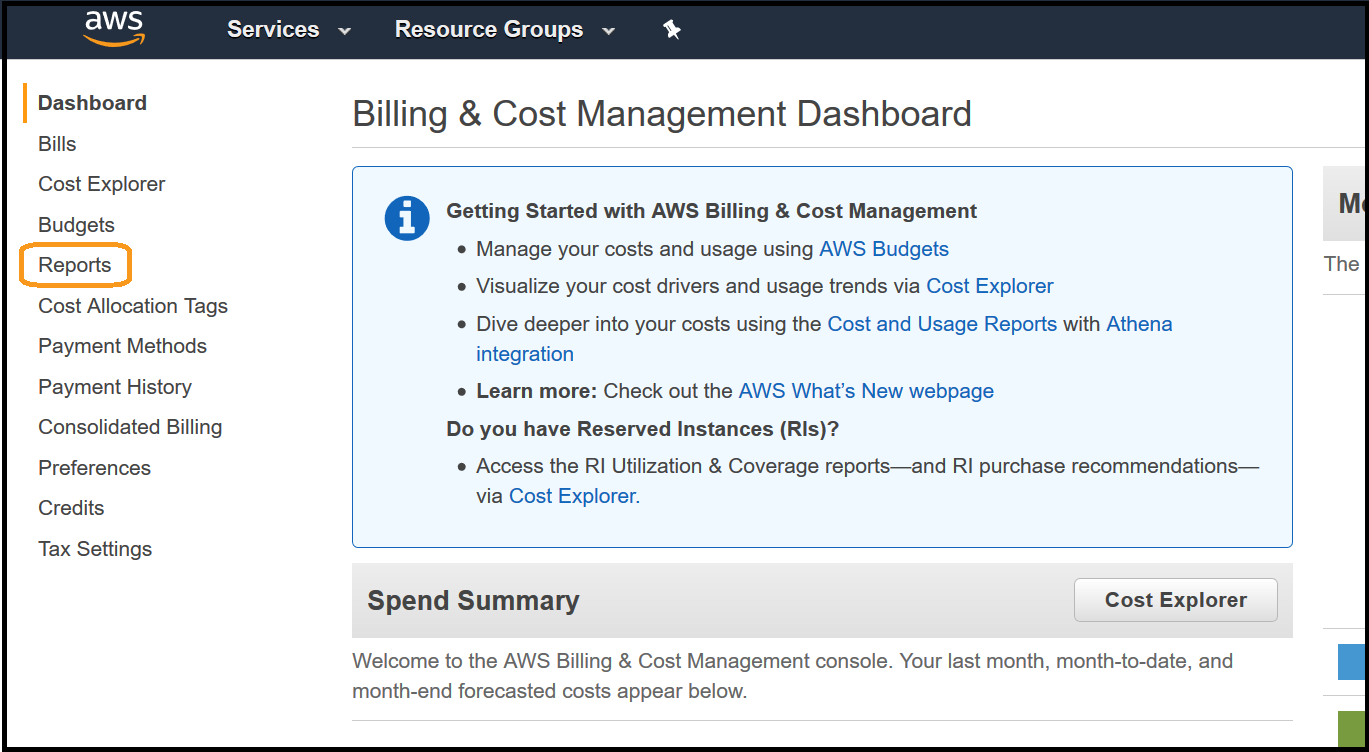 aws
Services
Resource Groups
Dashboard
Bills
Cost Explorer
Budgets
Reports
Cost Allocation Tags
Payment Methods
Payment History
Consolidated Billing
Preferences
Credits
Tax Settings
Billing & Cost Management Dashboard
Getting Started with AWS Billing & Cost Management
• Manage your costs and usage using AWS Budgets
• Visualize your cost drivers and usage trends via Cost Explorer
• Dive deeper into your costs using the Cost and Usage Reports with Athena
integration
• Learn more: Check out the AWS What’s New webpage
Do you have Reserved Instances (RIs)?
• Access the RI Utilization & Coverage reports—and RI purchase recommendations—
via Cost Explorer.
Spend Summary
Cost Explorer
Welcome to the AWS Billing & Cost Management console. Your last month, month-to-date, and
month-end forecasted costs appear below.
The